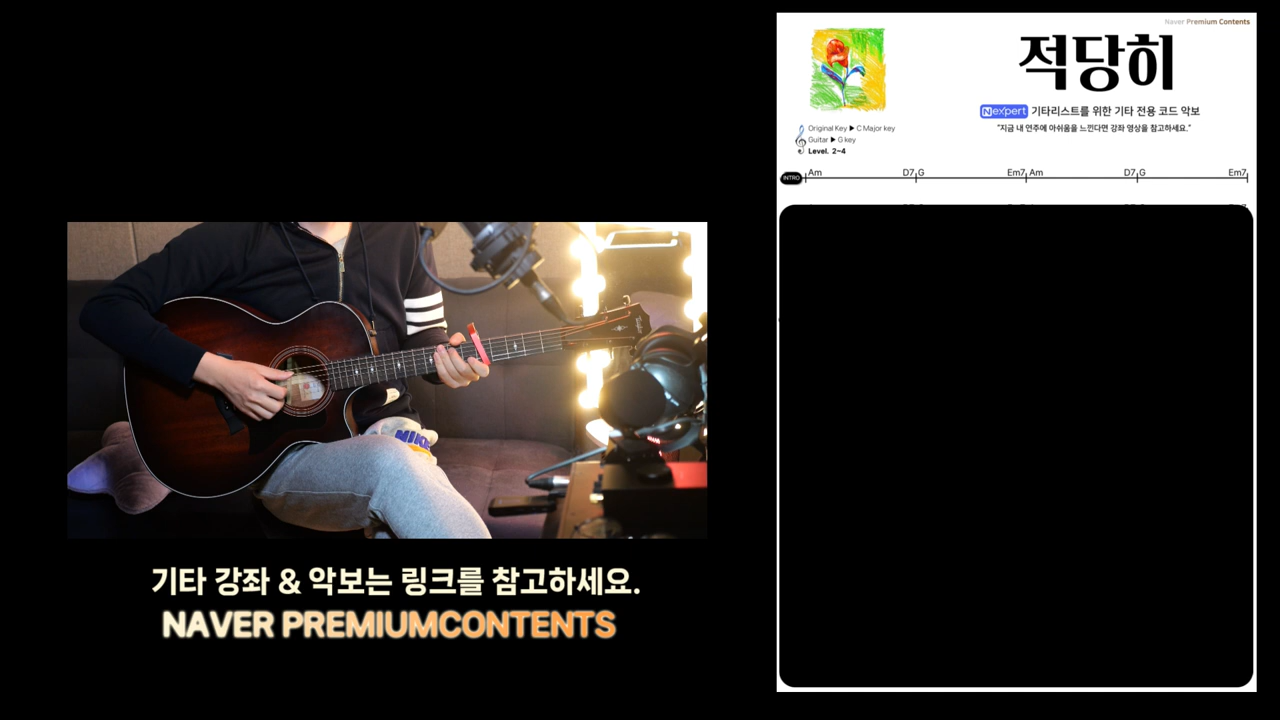 Naver Premium Contents
적당히
Nexpert 기타리스트를 위한 기타 전용 코드 악보
"지금 내 연주에 아쉬움을 느낀다면 강좌 영상을 참고하세요."
Original Key ▶ C Major key
Guitar ▶ G key
Level. 2~4
INTRO Am D7 G Em7 Am D7 G Em7
NIKE
기타 강좌 & 악보는 링크를 참고하세요.
NAVER PREMIUMCONTENTS